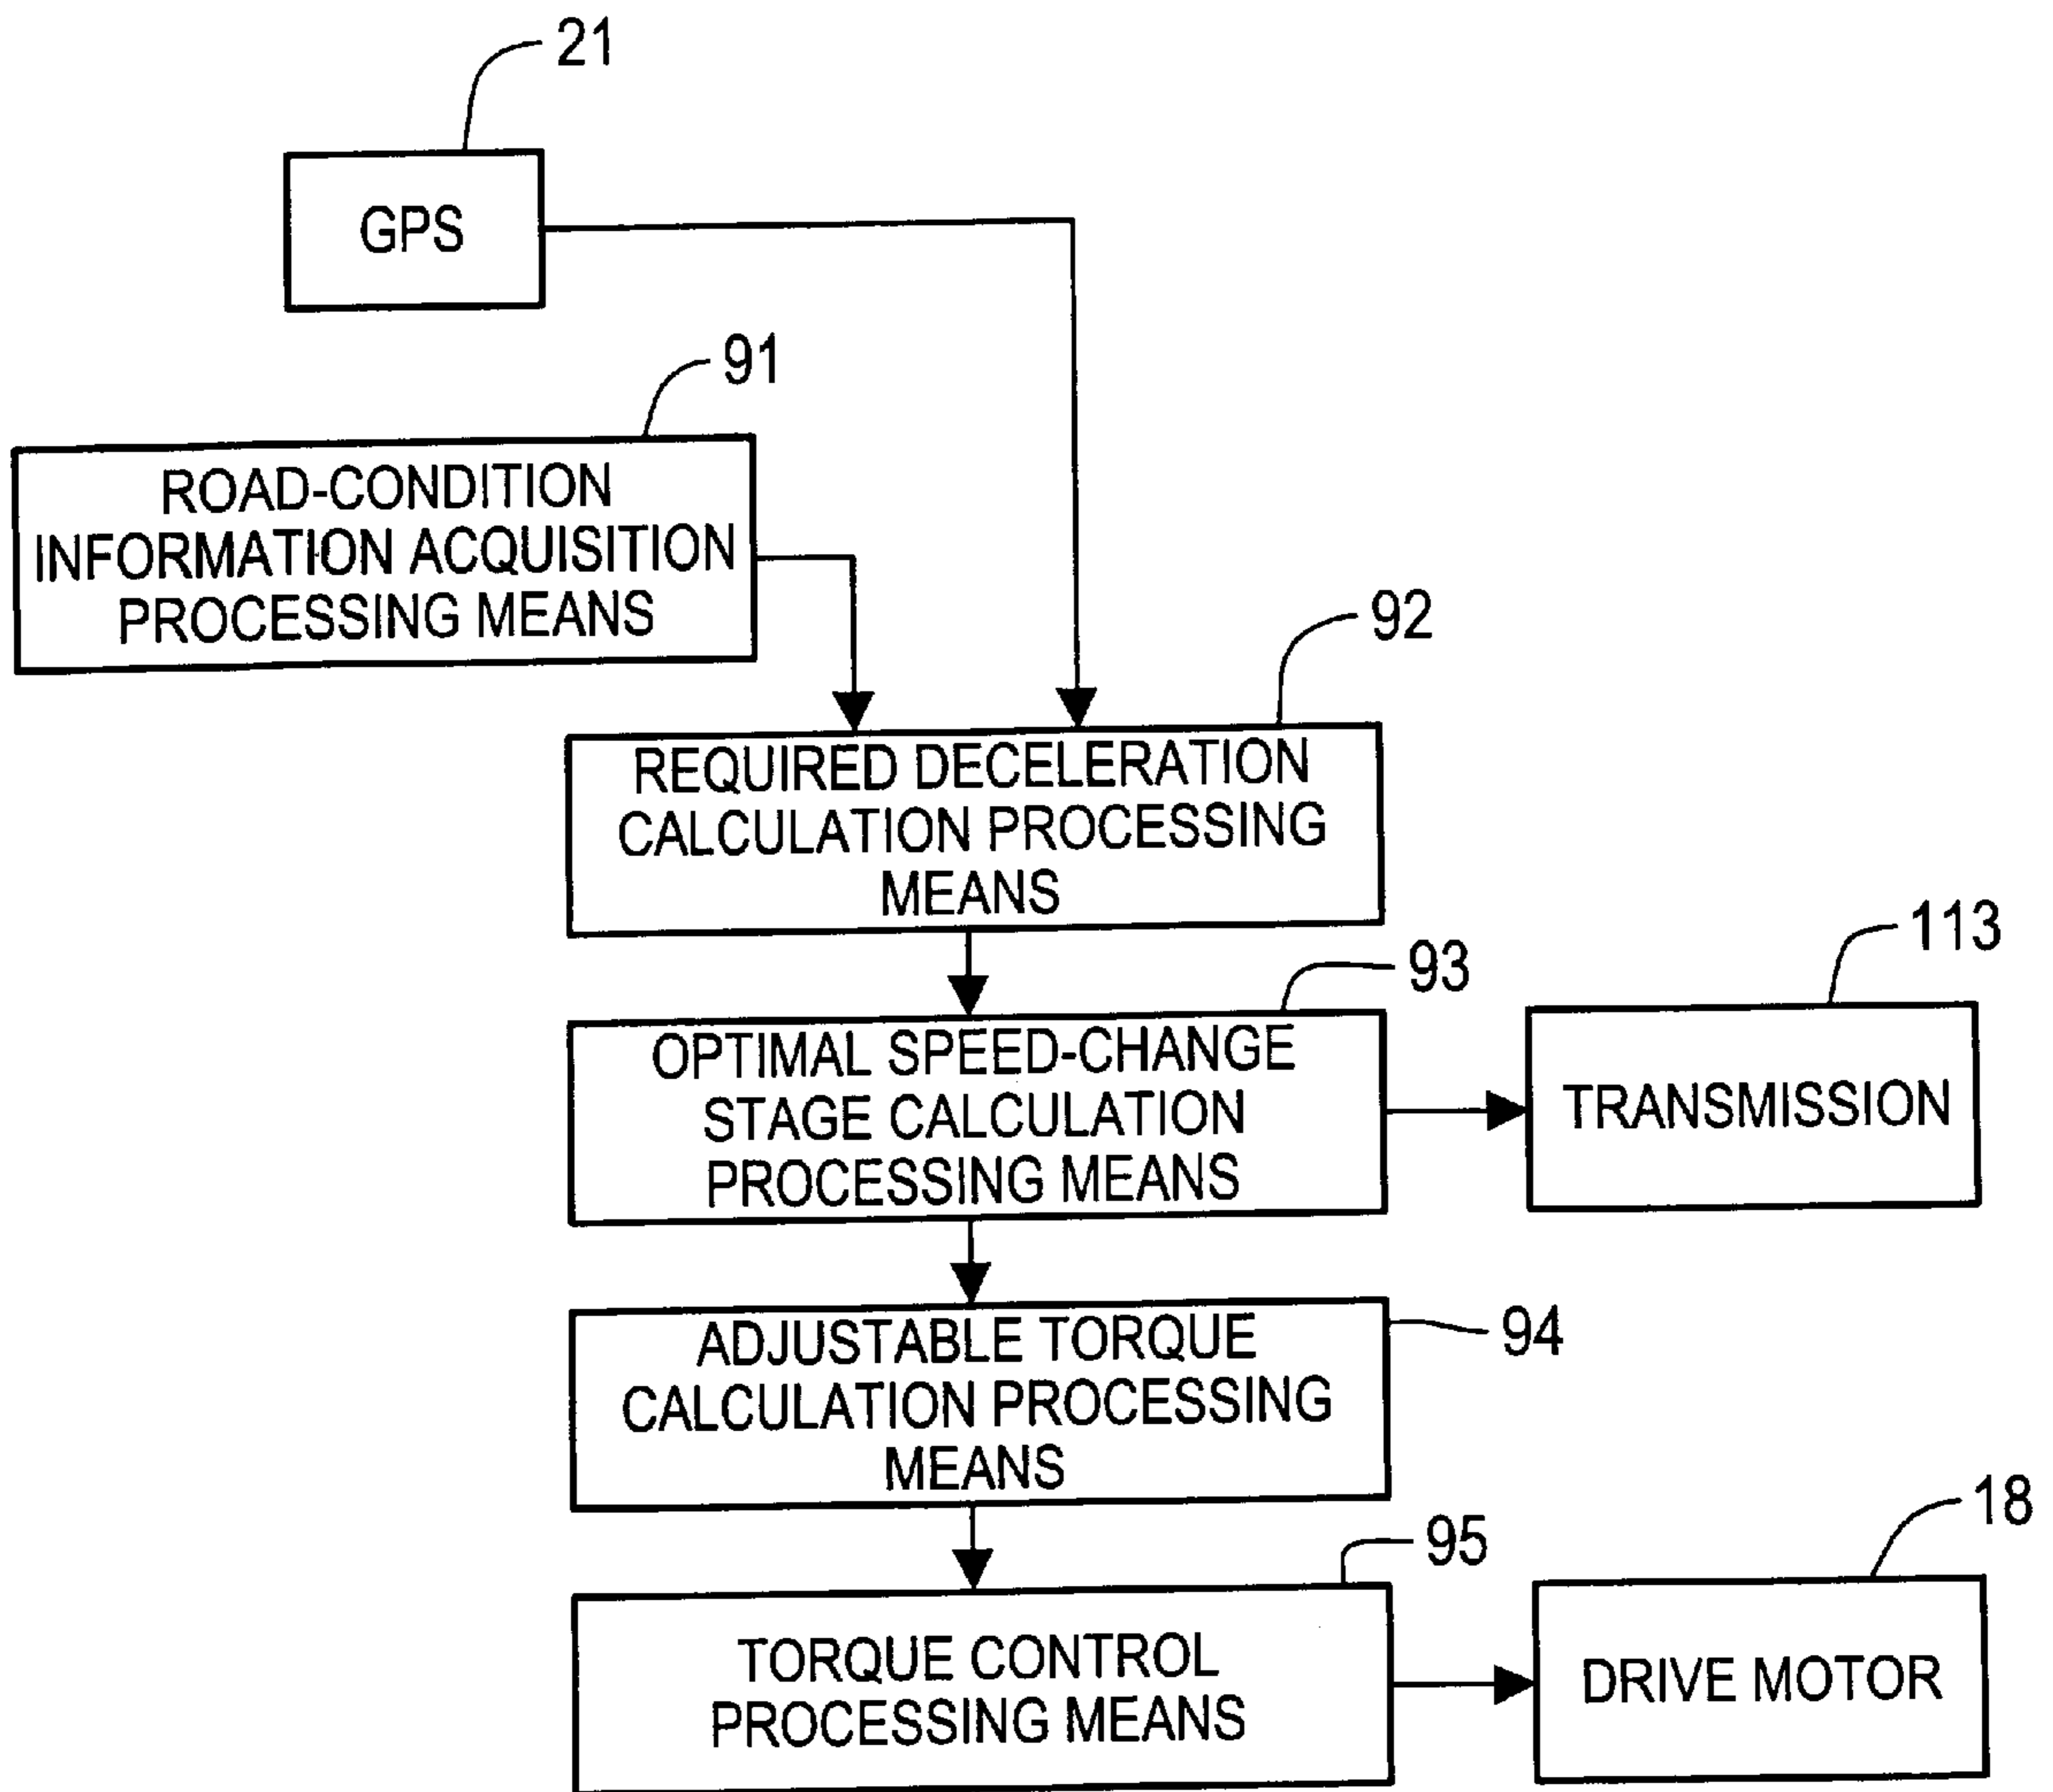 21
GPS
91
ROAD-CONDITION
INFORMATION ACQUISITION
PROCESSING MEANS
92
REQUIRED DECELERATION
CALCULATION PROCESSING
MEANS
93
113
OPTIMAL SPEED-CHANGE
STAGE CALCULATION
PROCESSING MEANS
TRANSMISSION
94
ADJUSTABLE TORQUE
CALCULATION PROCESSING
MEANS
95
18
TORQUE CONTROL
PROCESSING MEANS
DRIVE MOTOR